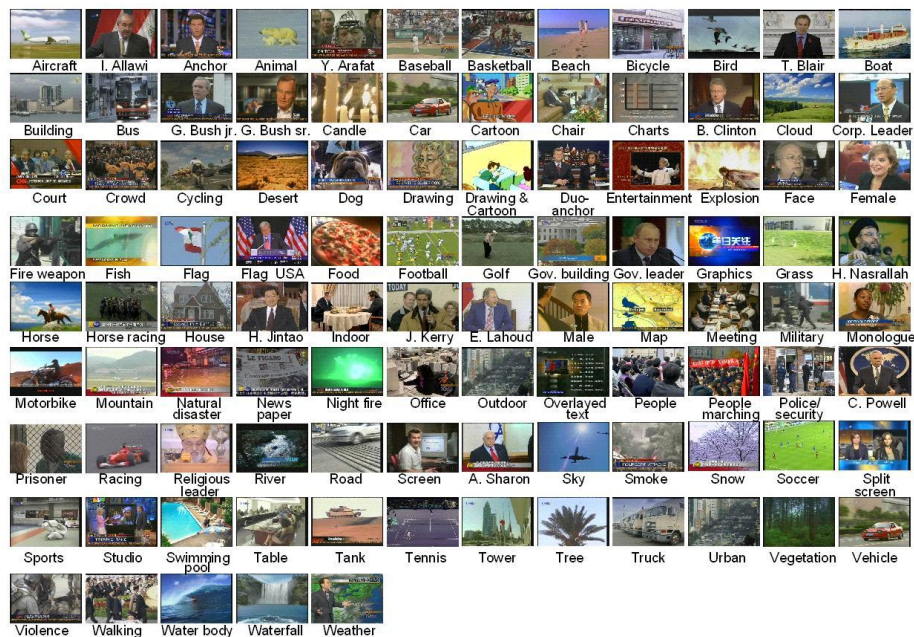 Aircraft I. Allawi Anchor Animal Y. Arafat Baseball Basketball Beach Bicycle Bird T. Blair Boat
Building Bus G. Bush jr. G. Bush sr. Candle Car Cartoon Chair Charts B. Clinton Cloud Corp. Leader
Court Crowd Cycling Desert Dog Drawing Drawing & Cartoon Duo-anchor Entertainment Explosion Face Female
Fire weapon Fish Flag Flag USA Food Football Golf Gov. building Gov. leader Graphics Grass H. Nasrallah
Horse Horse racing House H. Jintao Indoor J. Kerry E. Lahoud Male Map Meeting Military Monologue
Motorbike Mountain Natural disaster News paper Night fire Office Outdoor Overlayed text People People marching Police/ security C. Powell
Prisoner Racing Religious leader River Road Screen A. Sharon Sky Smoke Snow Soccer Split screen
Sports Studio Swimming pool Table Tank Tennis Tower Tree Truck Urban Vegetation Vehicle
Violence Walking Water body Waterfall Weather